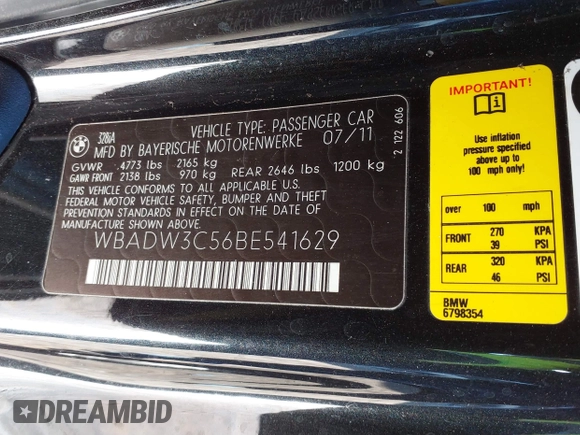 BMW
328iA
VEHICLE TYPE: PASSENGER CAR
MFD BY BAYERISCHE MOTORENWERKE 07/11
GVWR 4773 lbs 2165 kg
GAWR FRONT 2138 lbs 970 kg REAR 2646 lbs 1200 kg
THIS VEHICLE CONFORMS TO ALL APPLICABLE U.S.
FEDERAL MOTOR VEHICLE SAFETY, BUMPER AND THEFT
PREVENTION STANDARDS IN EFFECT ON THE DATE OF
MANUFACTURE SHOWN ABOVE.
WBADW3C56BE541629
2 122 606
IMPORTANT!
i
Use inflation
pressure specified
above up to
100 mph only!
over 100 mph
FRONT 270 KPA
39 PSI
REAR 320 KPA
46 PSI
BMW
6798354
DREAMBID